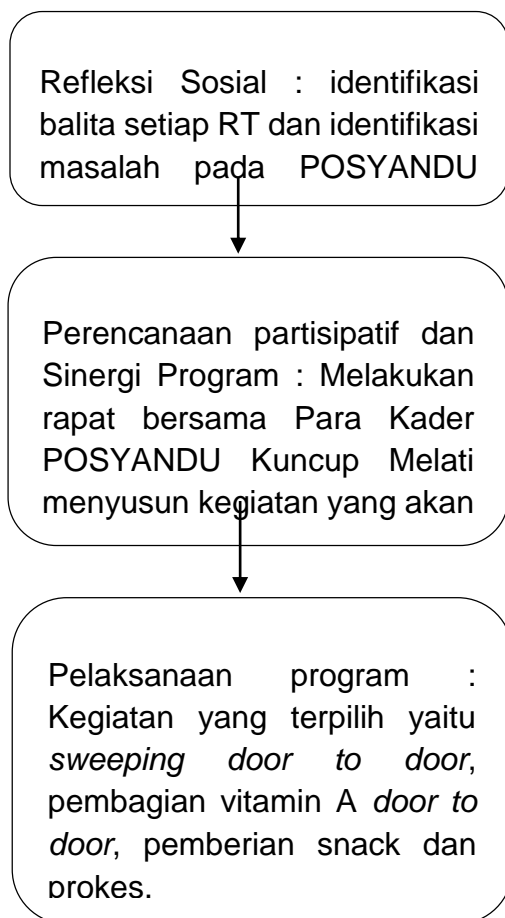 Refleksi Sosial : identifikasi
balita setiap RT dan identifikasi
masalah pada POSYANDU
Perencanaan partisipatif dan
Sinergi Program : Melakukan
rapat bersama Para Kader
POSYANDU Kuncup Melati
menyusun kegiatan yang akan
Pelaksanaan program :
Kegiatan yang terpilih yaitu
sweeping door to door,
pembagian vitamin A door to
door, pemberian snack dan
prokes.